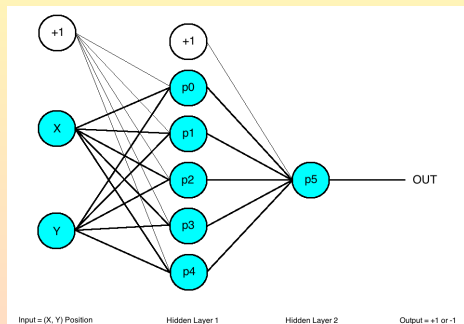 +1
+1
p0
X
p1
p2
p5
OUT
Y
p3
p4
Input = (X, Y) Position Hidden Layer 1 Hidden Layer 2 Output = +1 or -1